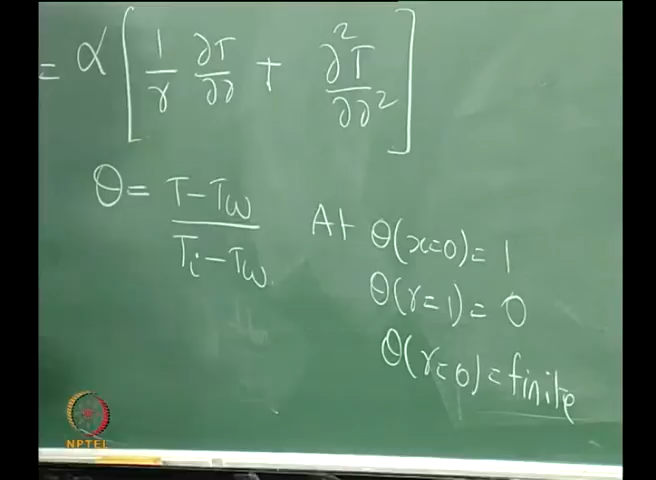 = α [ 1/r ∂T/∂r + ∂²T/∂r² ]
θ = T - Tw / Ti - Tw
At θ(x=0) = 1
θ(r=1) = 0
θ(r=0) = finite
NPTEL